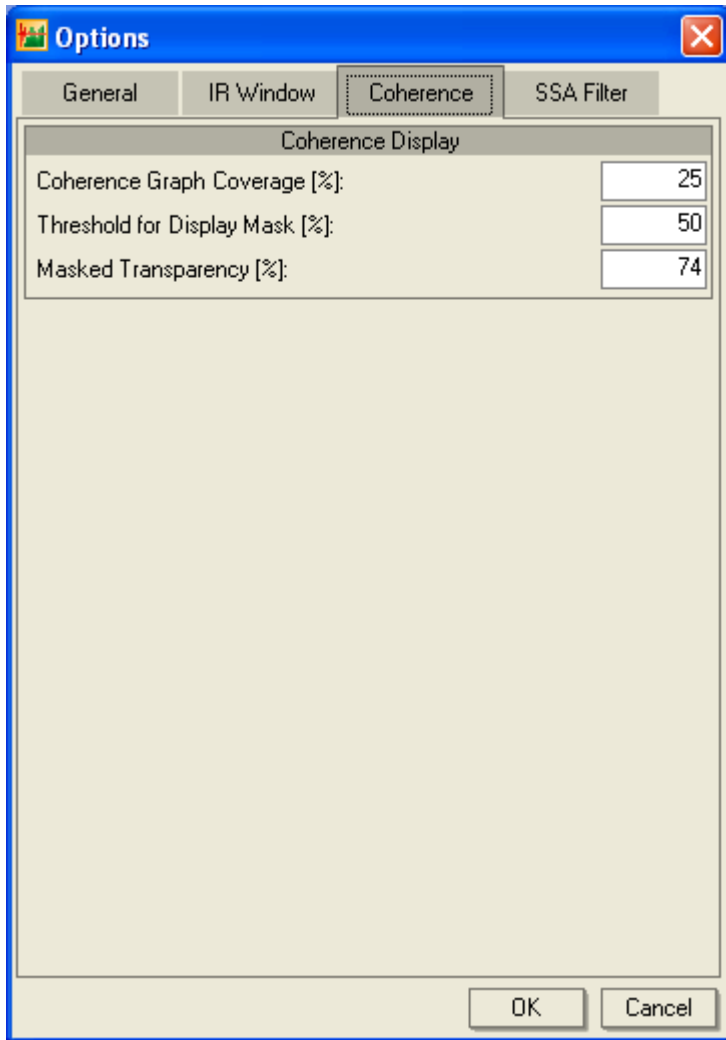 Options
General IR Window Coherence SSA Filter
Coherence Display
Coherence Graph Coverage [%]: 25
Threshold for Display Mask [%]: 50
Masked Transparency [%]: 74
OK Cancel